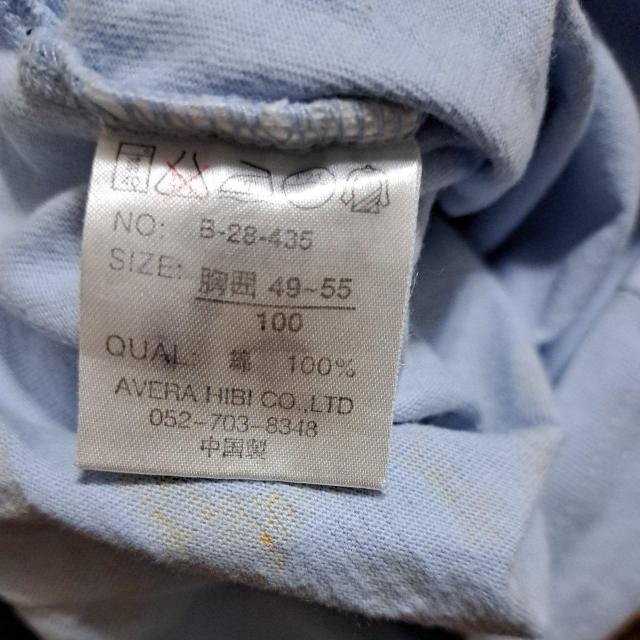 NO: B-28-435
SIZE: 胸囲 49~55
100
QUAL: 綿 100%
AVERA HIBI CO.,LTD
052-703-8348
中国製